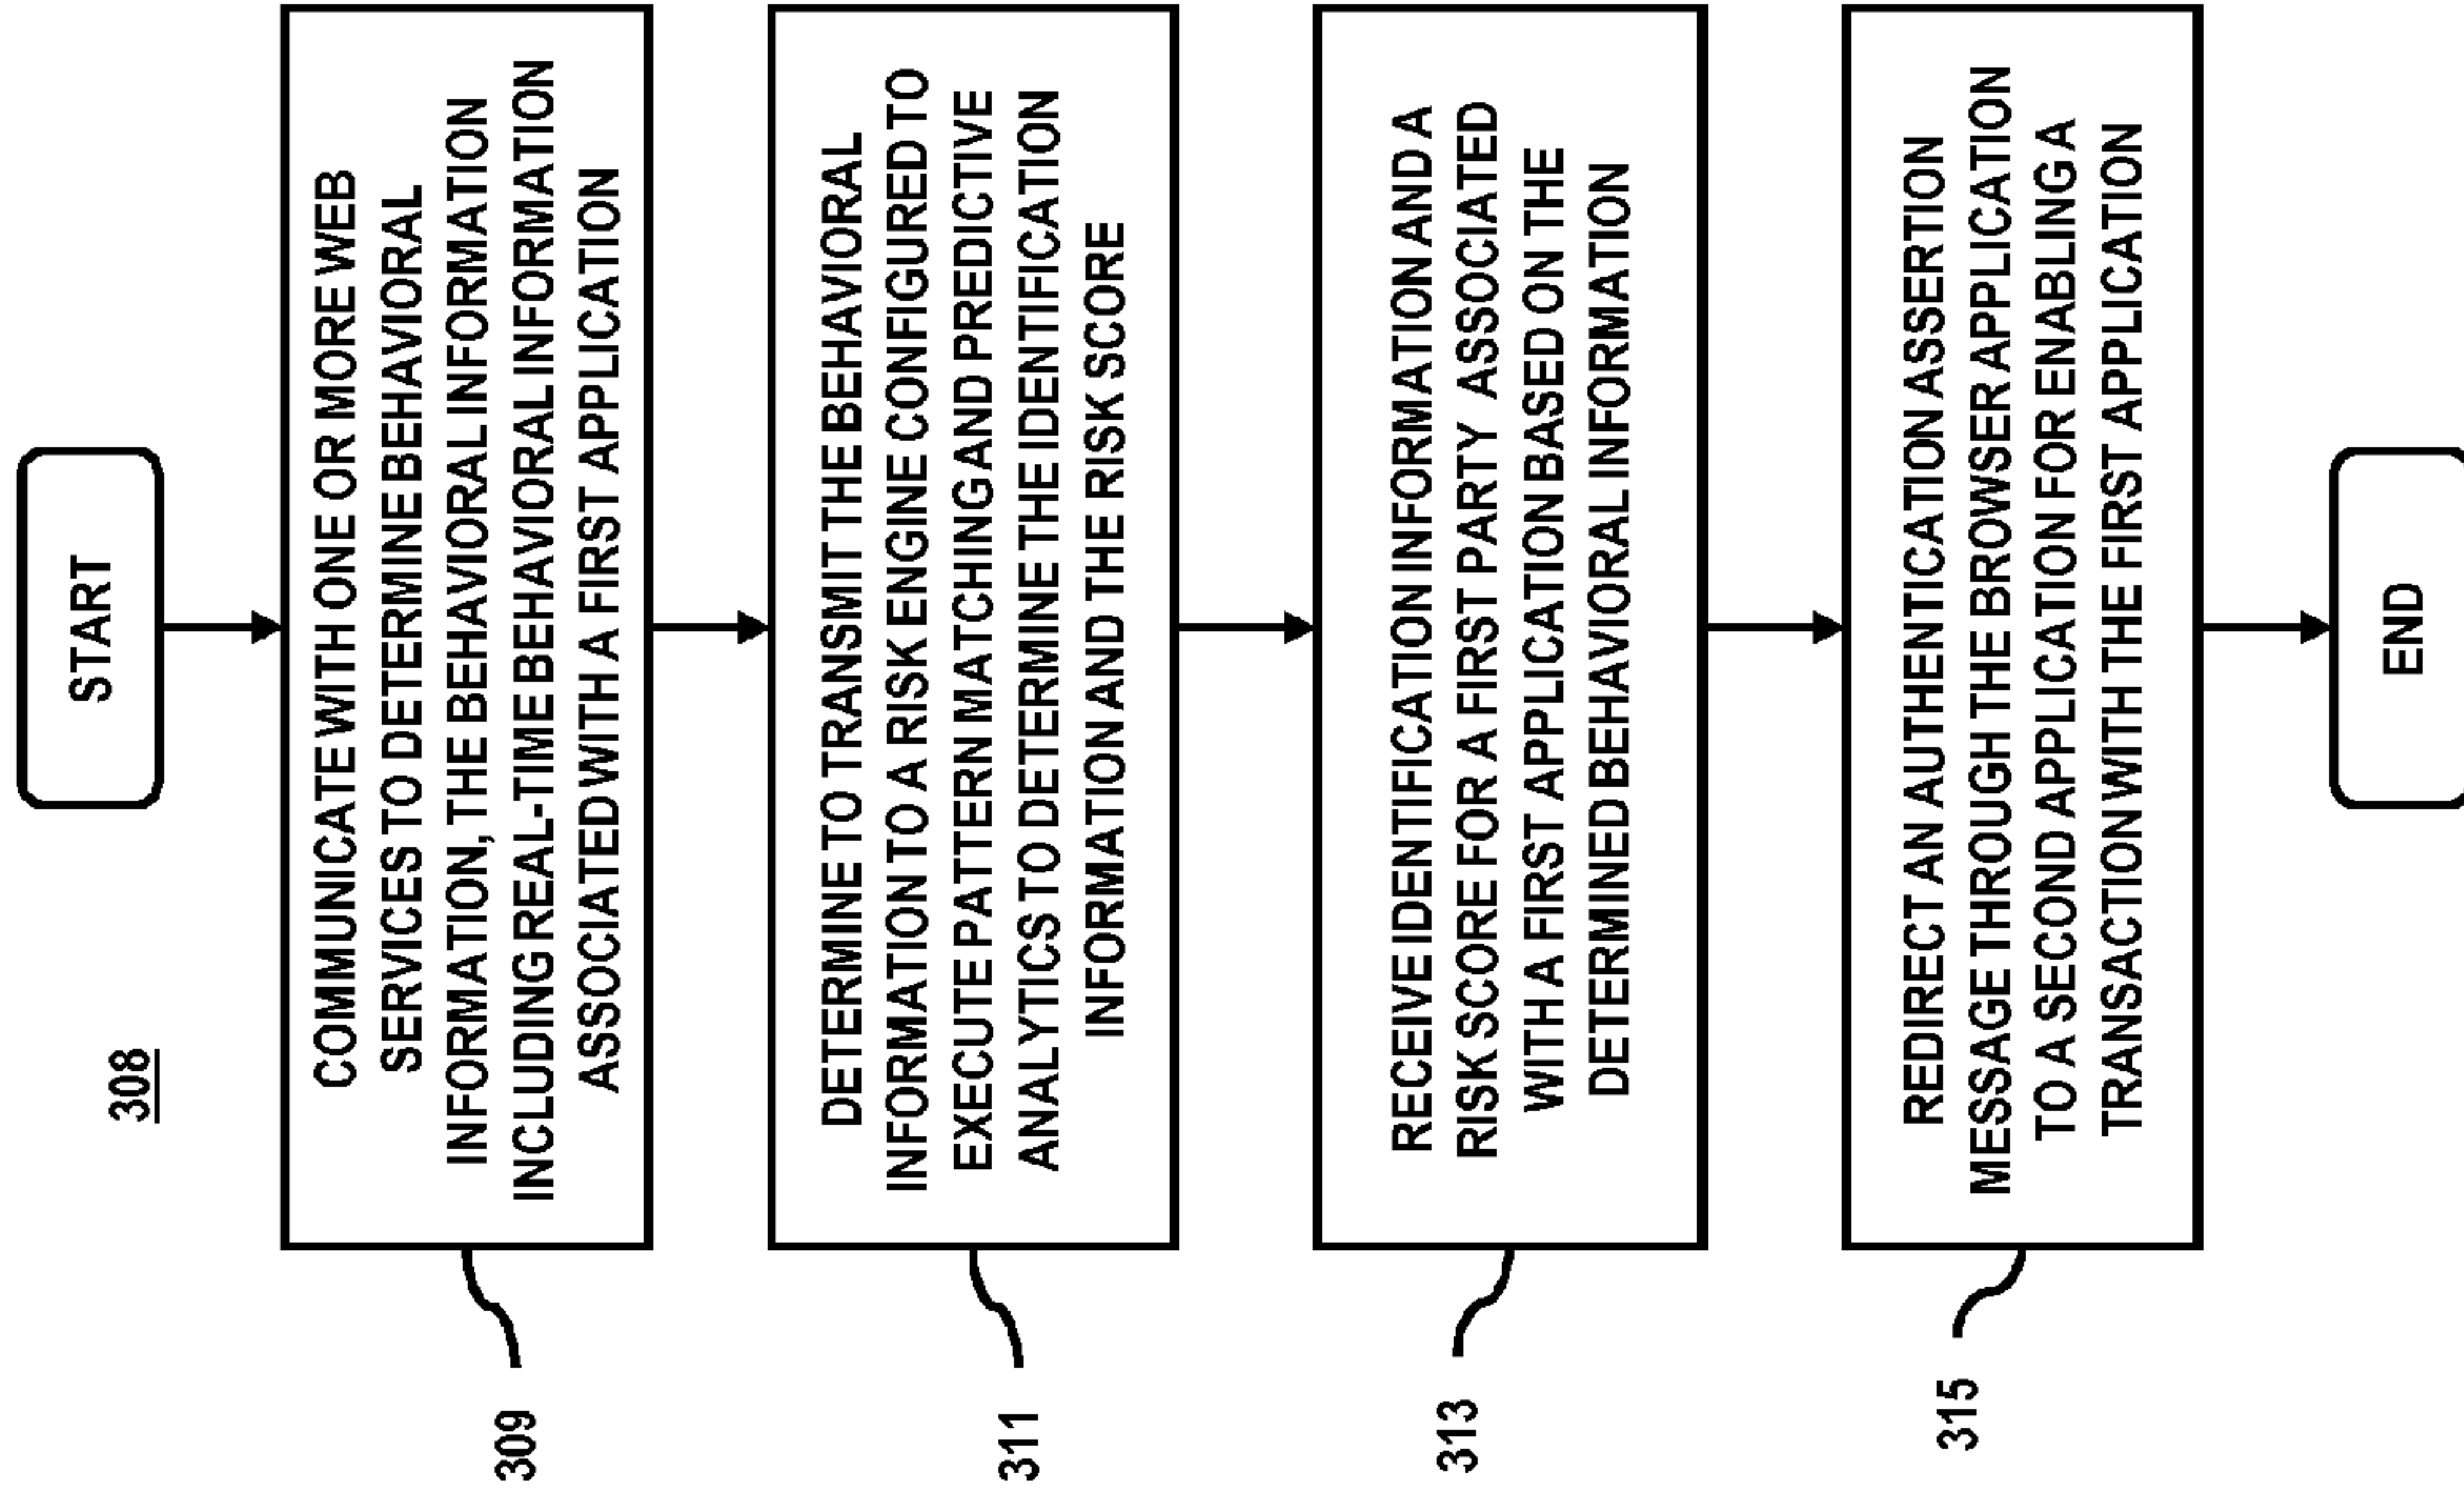 308
START
COMMUNICATE WITH ONE OR MORE WEB
SERVICES TO DETERMINE BEHAVIORAL
INFORMATION, THE BEHAVIORAL INFORMATION
INCLUDING REAL-TIME BEHAVIORAL INFORMATION
ASSOCIATED WITH A FIRST APPLICATION
309
DETERMINE TO TRANSMIT THE BEHAVIORAL
INFORMATION TO A RISK ENGINE CONFIGURED TO
EXECUTE PATTERN MATCHING AND PREDICTIVE
ANALYTICS TO DETERMINE THE IDENTIFICATION
INFORMATION AND THE RISK SCORE
311
RECEIVE IDENTIFICATION INFORMATION AND A
RISK SCORE FOR A FIRST PARTY ASSOCIATED
WITH A FIRST APPLICATION BASED ON THE
DETERMINED BEHAVIORAL INFORMATION
313
REDIRECT AN AUTHENTICATION ASSERTION
MESSAGE THROUGH THE BROWSER APPLICATION
TO A SECOND APPLICATION FOR ENABLING A
TRANSACTION WITH THE FIRST APPLICATION
315
END